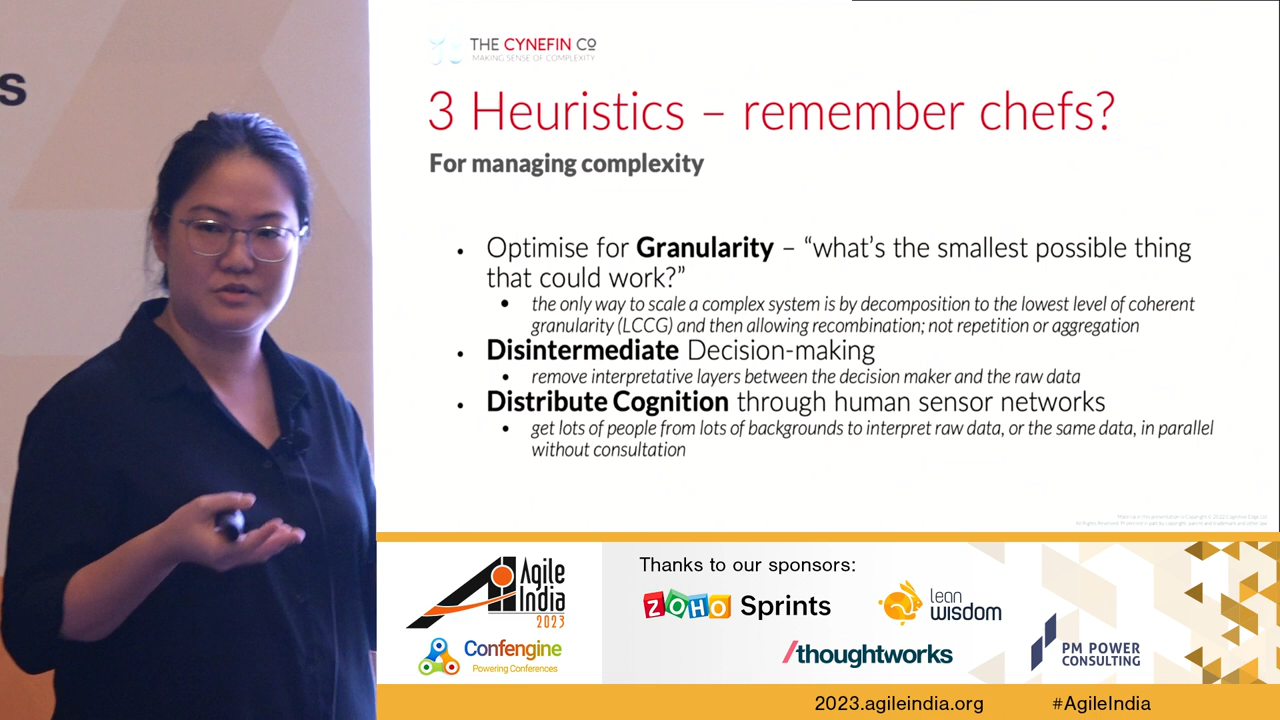 s
THE CYNEFIN CO
MAKING SENSE OF COMPLEXITY
3 Heuristics – remember chefs?
For managing complexity
• Optimise for Granularity – “what’s the smallest possible thing
that could work?”
• the only way to scale a complex system is by decomposition to the lowest level of coherent
granularity (LCCG) and then allowing recombination; not repetition or aggregation
• Disintermediate Decision-making
• remove interpretative layers between the decision maker and the raw data
• Distribute Cognition through human sensor networks
• get lots of people from lots of backgrounds to interpret raw data, or the same data, in parallel
without consultation
Agile
India
2023
Confengine
Powering Conferences
Thanks to our sponsors:
ZOHO Sprints
lean
wisdom
/thoughtworks
PM POWER
CONSULTING
2023.agileindia.org
#AgileIndia